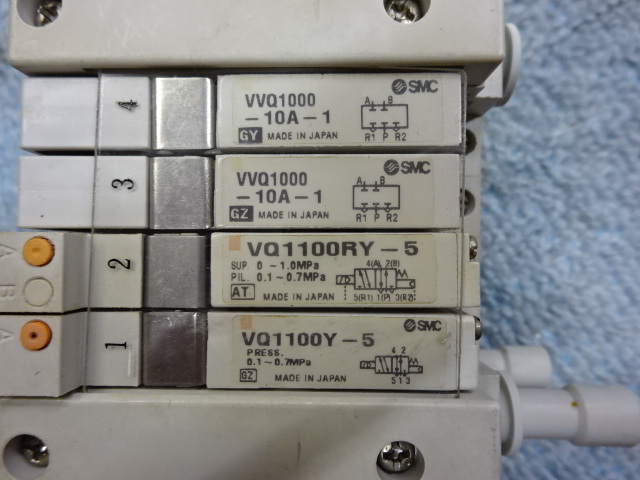 4
VVQ1000
-10A-1
GY MADE IN JAPAN
SMC
A B
R1 P R2
3
VVQ1000
-10A-1
GZ MADE IN JAPAN
SMC
A B
R1 P R2
A
B
2
VQ1100RY-5
SUP. 0 ~1.0MPa
PIL. 0.1~0.7MPa
AT MADE IN JAPAN
4(A) 2(B)
5(R1) 1(P) 3(R2)
A
1
VQ1100Y-5
PRESS.
0.1~0.7MPa
GZ MADE IN JAPAN
SMC
4 2
5 1 3